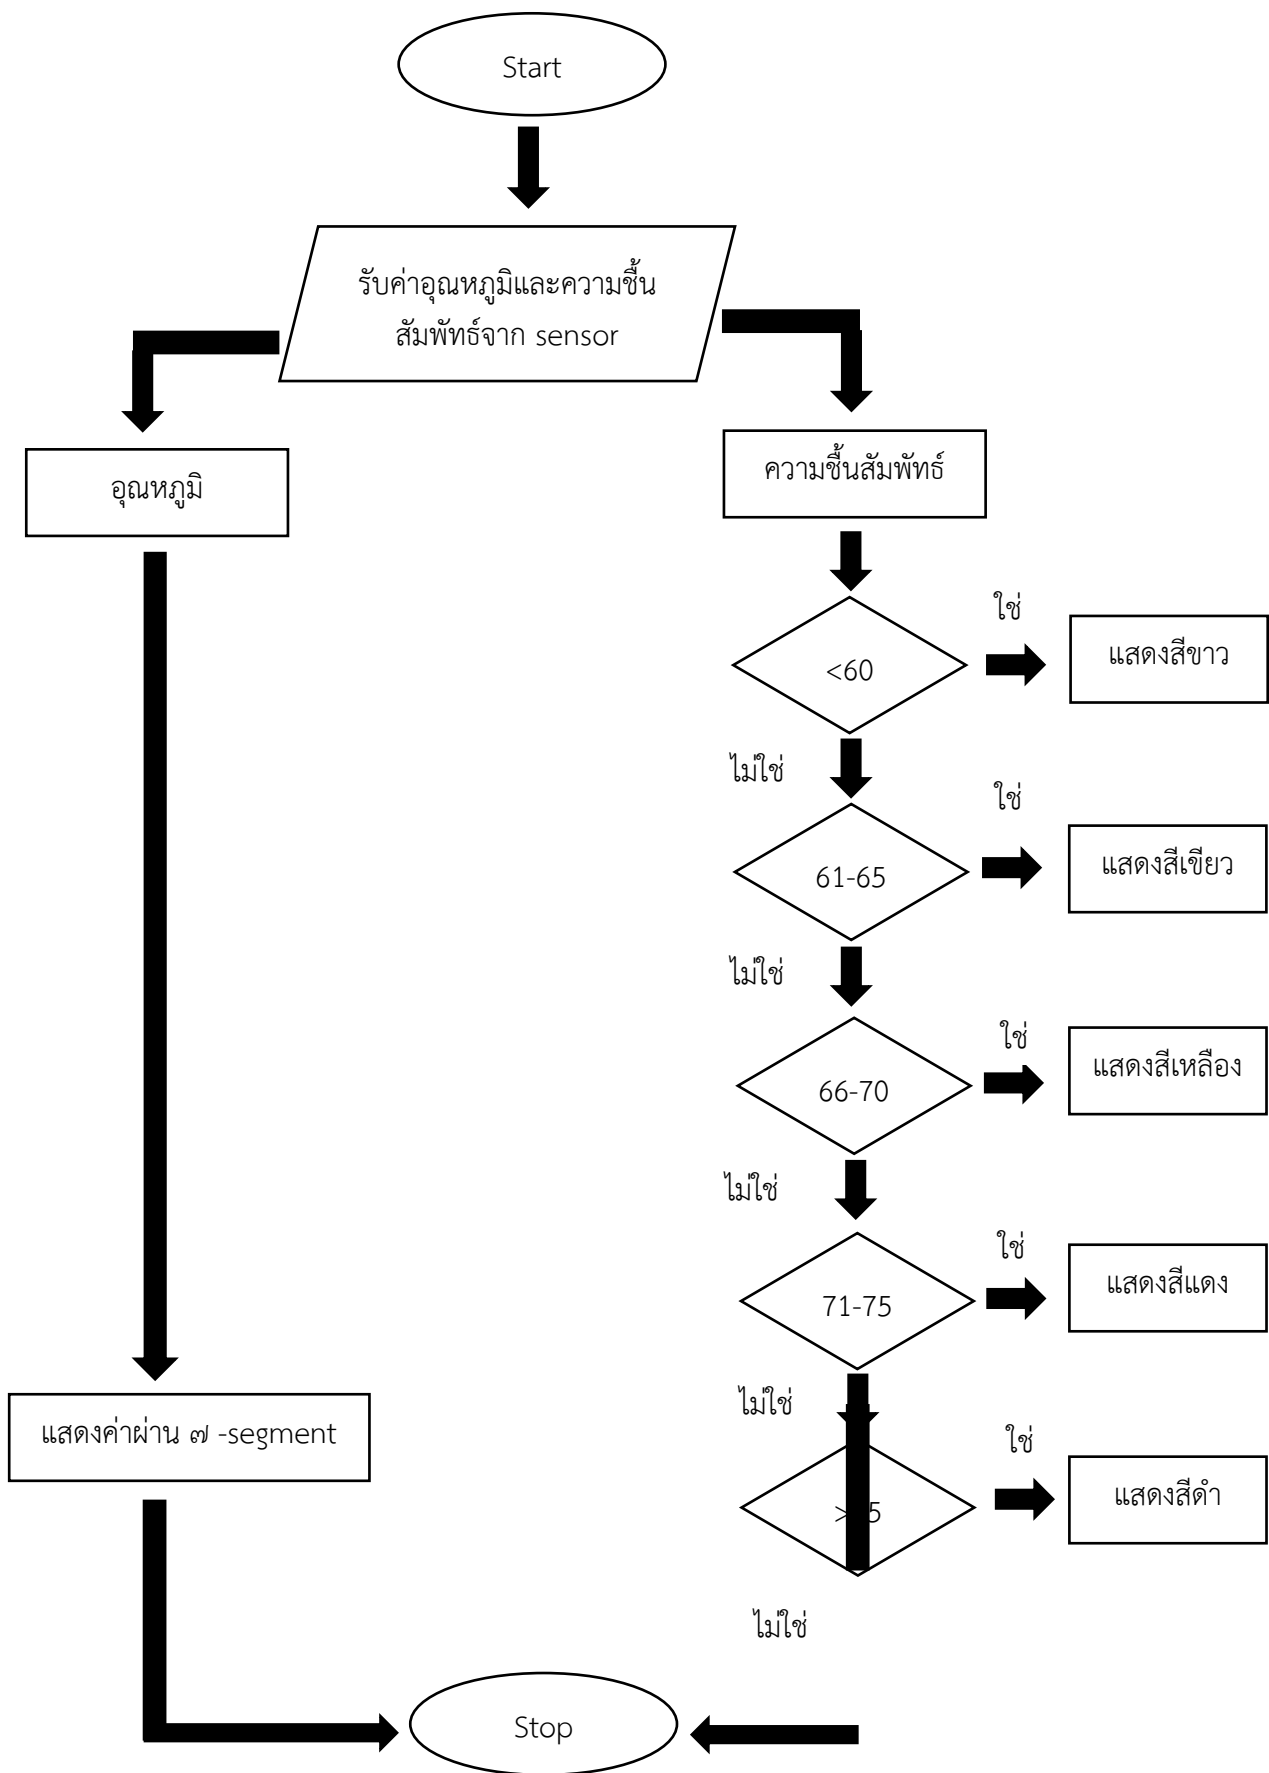 Start
รับค่าอุณหภูมิและความชื้น
สัมพัทธ์จาก sensor
อุณหภูมิ
ความชื้นสัมพัทธ์
<60
ใช่
แสดงสีขาว
ไม่ใช่
61-65
ใช่
แสดงสีเขียว
ไม่ใช่
66-70
ใช่
แสดงสีเหลือง
ไม่ใช่
71-75
ใช่
แสดงสีแดง
ไม่ใช่
ใช่
แสดงสีดำ
แสดงค่าผ่าน ๗ -segment
ไม่ใช่
Stop